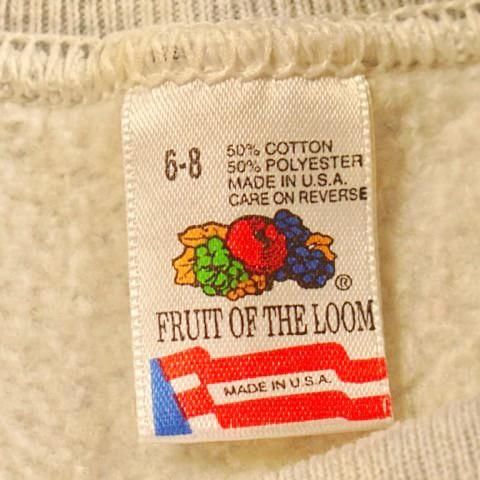 6-8
50% COTTON
50% POLYESTER
MADE IN U.S.A.
CARE ON REVERSE
®
FRUIT OF THE LOOM
MADE IN U.S.A.